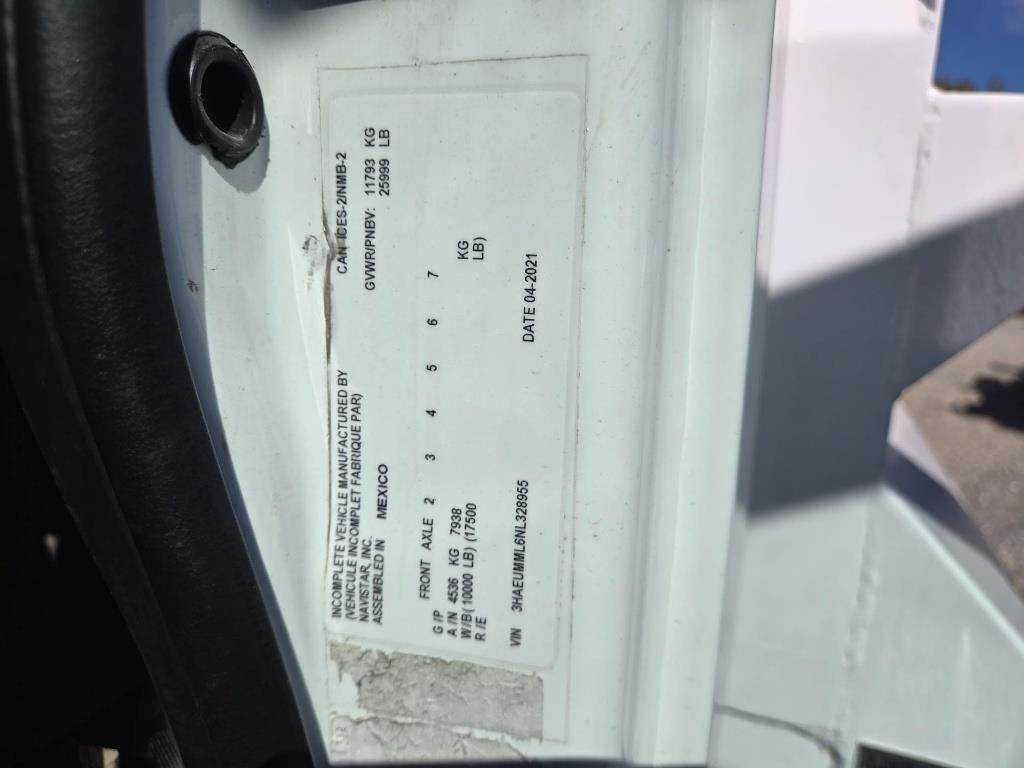 INCOMPLETE VEHICLE MANUFACTURED BY
(VEHICULE INCOMPLET FABRIQUE PAR)
NAVISTAR, INC.
ASSEMBLED IN MEXICO
CAN ICES-2/NMB-2
GVWR/PNBV: 11793 KG
25999 LB
G/P FRONT AXLE 2 3 4 5 6 7
A/N 4536 KG 7938 KG
W/B (10000 LB) (17500 LB)
R/E
VIN 3HAEUMML6NL328955 DATE 04-2021